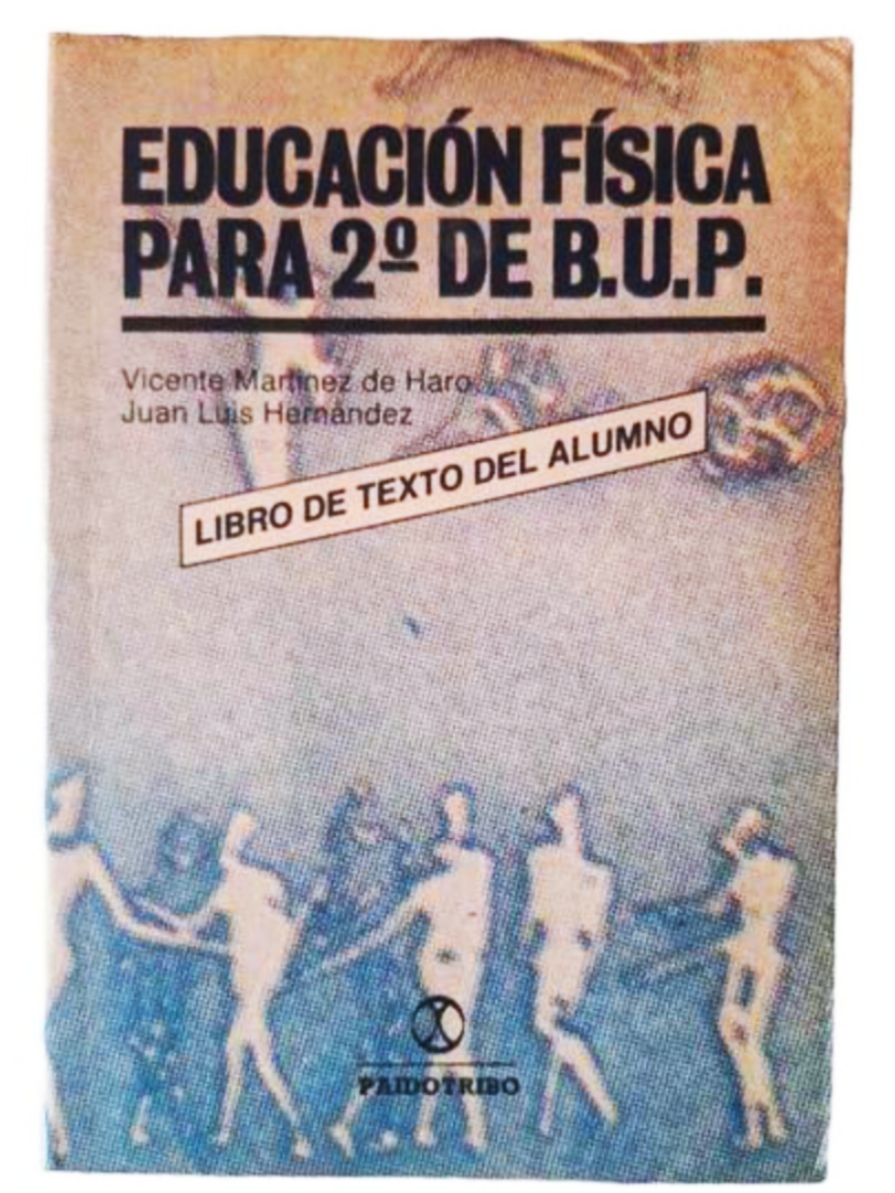 EDUCACIÓN FÍSICA
PARA 2º DE B.U.P.
Vicente Martínez de Haro
Juan Luis Hernández
LIBRO DE TEXTO DEL ALUMNO
PAIDOTRIBO